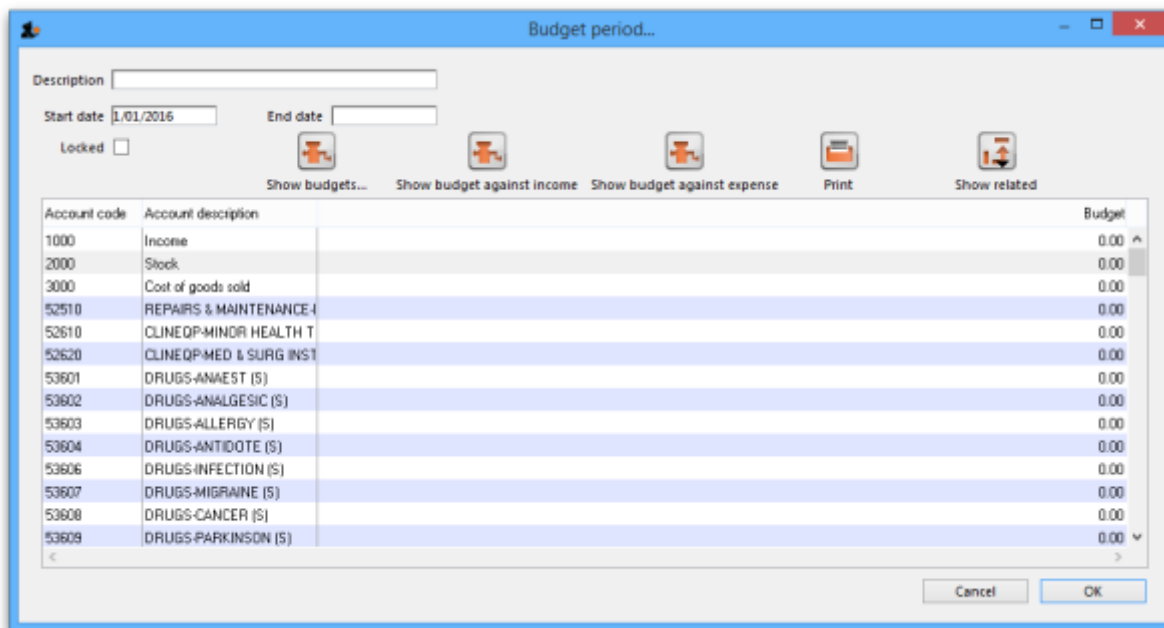 Budget period...
Description
Start date 1/01/2016 End date
Locked
Show budgets... Show budget against income Show budget against expense Print Show related
Account code Account description Budget
1000 Income 0.00
2000 Stock 0.00
3000 Cost of goods sold 0.00
52510 REPAIRS & MAINTENANCE- 0.00
52610 CLINEQP-MINOR HEALTH T 0.00
52620 CLINEQP-MED & SURG INST 0.00
53601 DRUGS-ANAEST (S) 0.00
53602 DRUGS-ANALGESIC (S) 0.00
53603 DRUGS-ALLERGY (S) 0.00
53604 DRUGS-ANTIDOTE (S) 0.00
53606 DRUGS-INFECTION (S) 0.00
53607 DRUGS-MIGRAINE (S) 0.00
53608 DRUGS-CANCER (S) 0.00
53609 DRUGS-PARKINSON (S) 0.00
Cancel OK